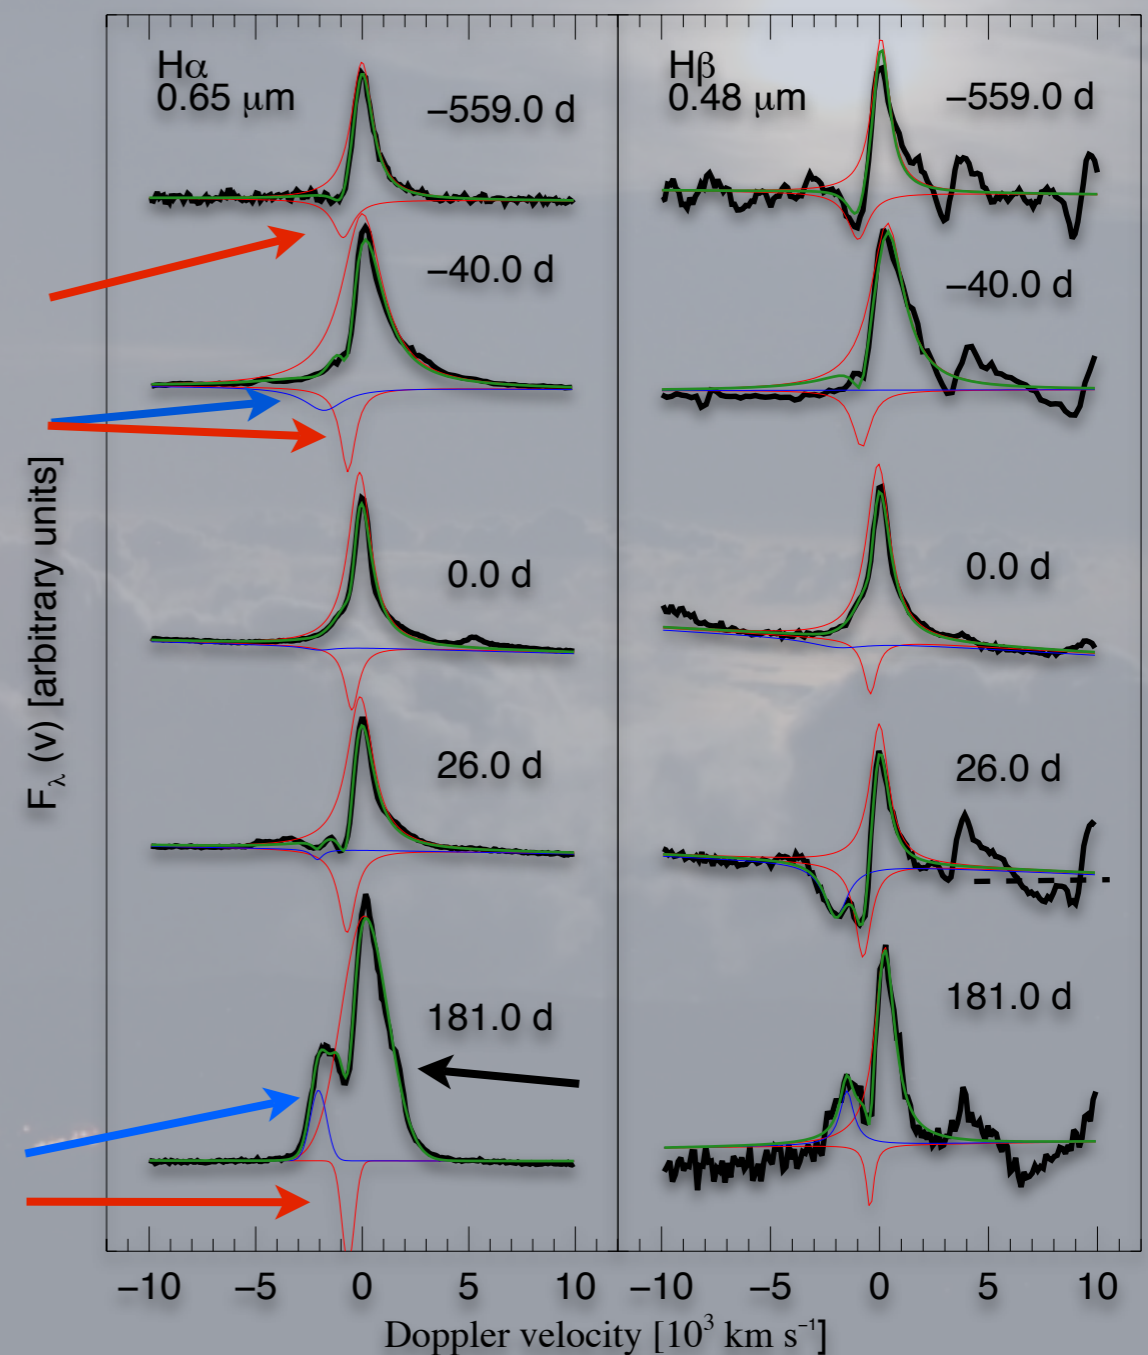 Hα
0.65 μm
−559.0 d
−40.0 d
0.0 d
26.0 d
181.0 d
Hβ
0.48 μm
−559.0 d
−40.0 d
0.0 d
26.0 d
181.0 d
F_λ (v) [arbitrary units]
−10 −5 0 5 10
−10 −5 0 5 10
Doppler velocity [10³ km s⁻¹]